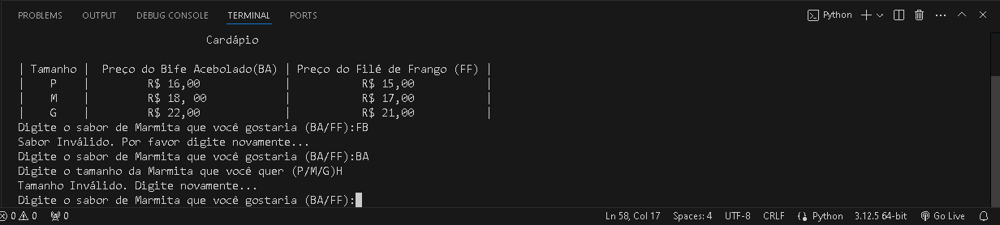 PROBLEMS OUTPUT DEBUG CONSOLE TERMINAL PORTS Python
Cardápio
| Tamanho | Preço do Bife Acebolado(BA) | Preço do Filé de Frango (FF) |
| P | R$ 16,00 | R$ 15,00 |
| M | R$ 18, 00 | R$ 17,00 |
| G | R$ 22,00 | R$ 21,00 |
Digite o sabor de Marmita que você gostaria (BA/FF):FB
Sabor Inválido. Por favor digite novamente...
Digite o sabor de Marmita que você gostaria (BA/FF):BA
Digite o tamanho da Marmita que você quer (P/M/G)H
Tamanho Inválido. Digite novamente...
Digite o sabor de Marmita que você gostaria (BA/FF):
0 0 0 Ln 58, Col 17 Spaces: 4 UTF-8 CRLF Python 3.12.5 64-bit Go Live